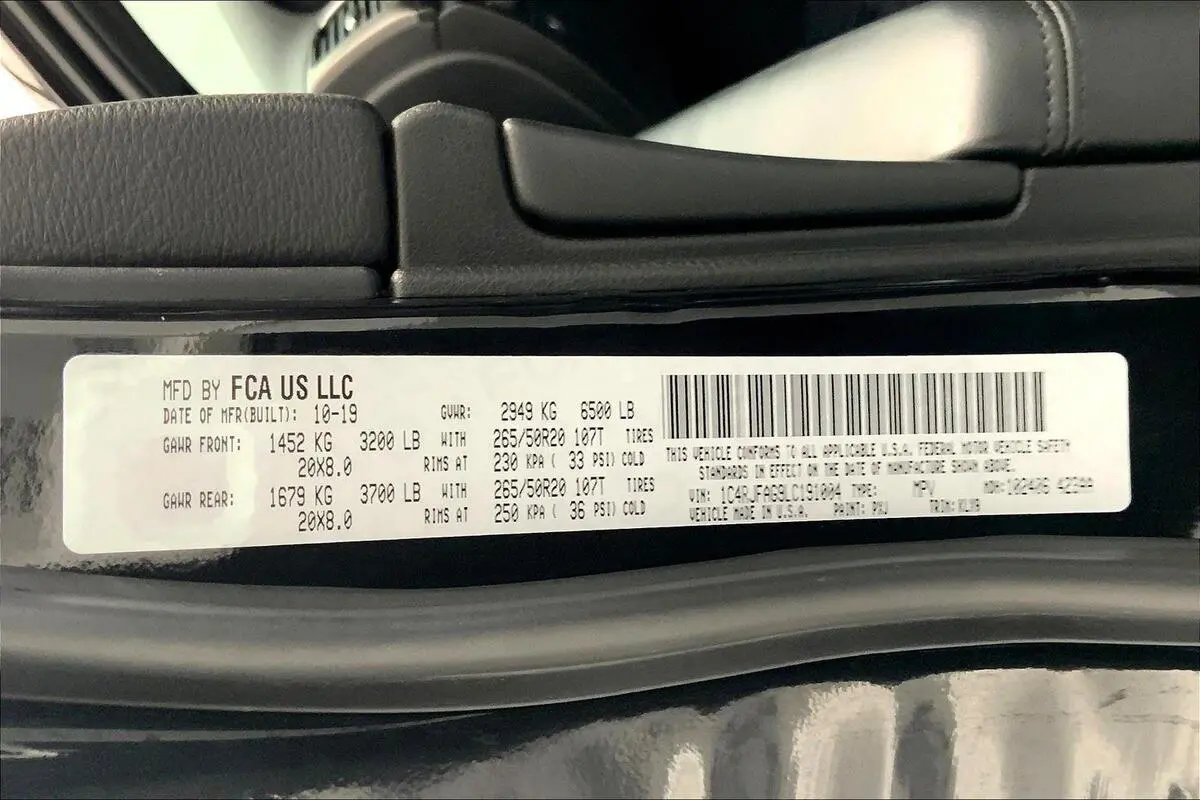 MFD BY FCA US LLC
DATE OF MFR(BUILT): 10-19 GVWR: 2949 KG 6500 LB
GAWR FRONT: 1452 KG 3200 LB WITH 265/50R20 107T TIRES
20X8.0 RIMS AT 230 KPA ( 33 PSI) COLD
GAWR REAR: 1679 KG 3700 LB WITH 265/50R20 107T TIRES
20X8.0 RIMS AT 250 KPA ( 36 PSI) COLD
THIS VEHICLE CONFORMS TO ALL APPLICABLE U.S.A. FEDERAL MOTOR VEHICLE SAFETY
STANDARDS IN EFFECT ON THE DATE OF MANUFACTURE SHOWN ABOVE.
VIN: 1C4RJFAG9LC191004 TYPE: MPV MDH:
VEHICLE MADE IN U.S.A. PAINT: PXJ TRIM: